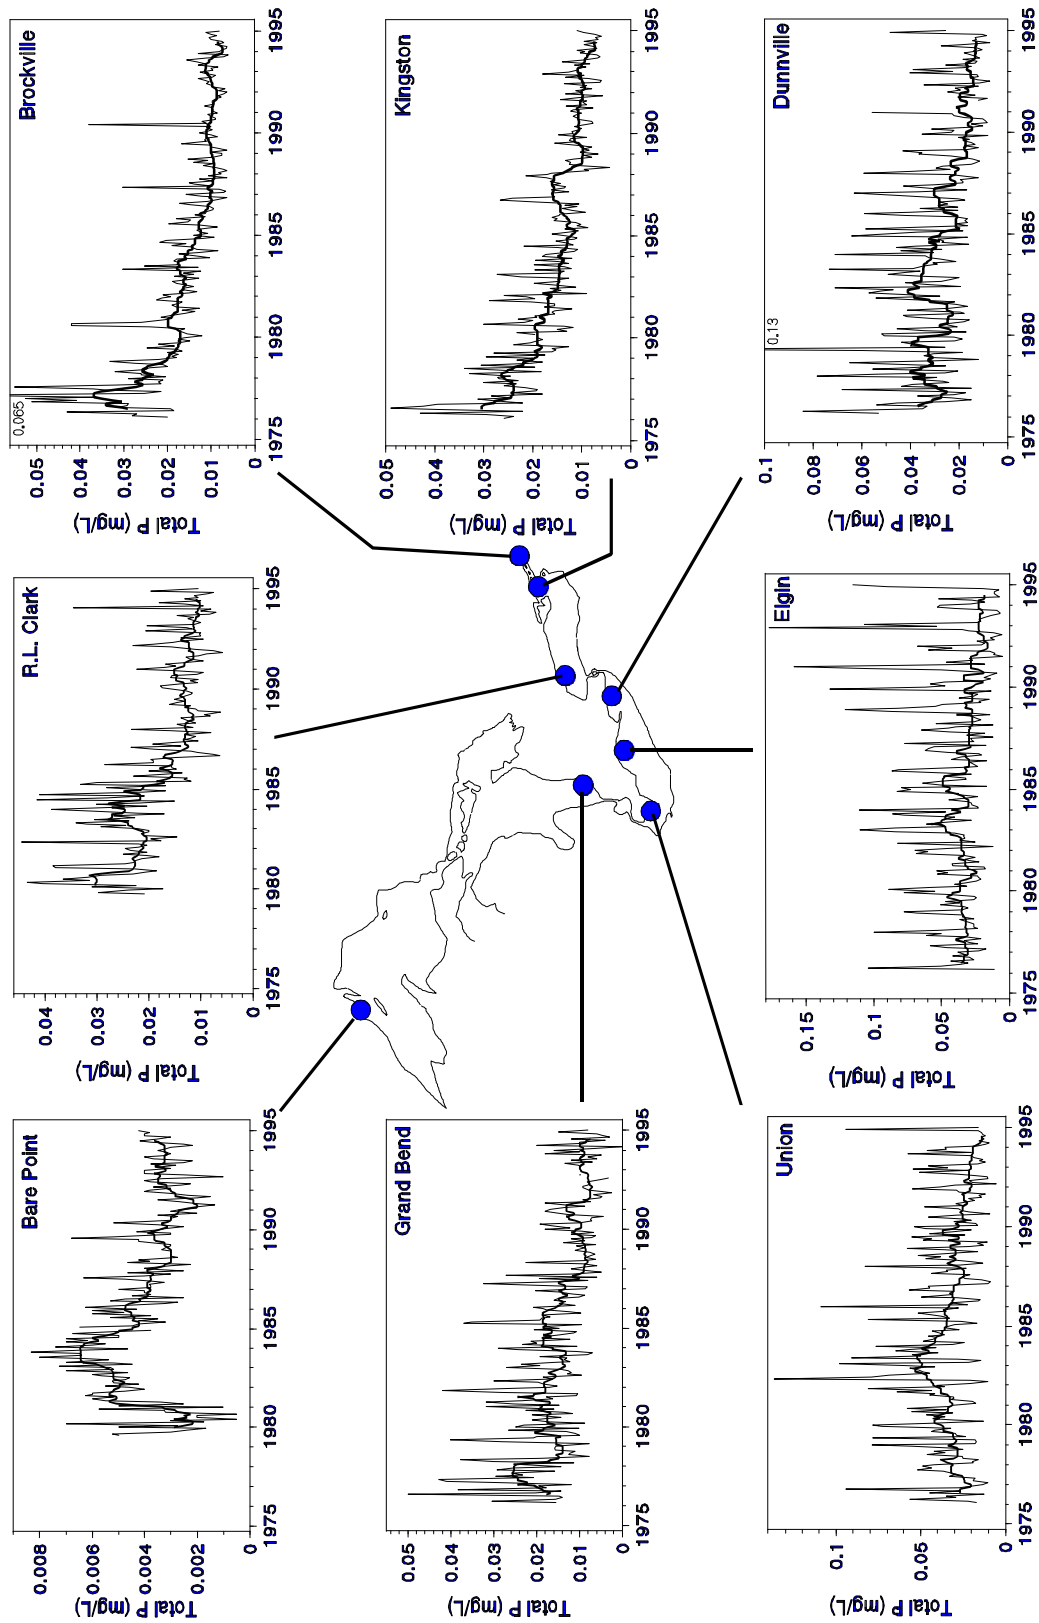 Bare Point
Total P (mg/L)
0.008
0.006
0.004
0.002
0
1975 1980 1985 1990 1995
R.L. Clark
Total P (mg/L)
0.04
0.03
0.02
0.01
0
1975 1980 1985 1990 1995
Brockville
0.065
Total P (mg/L)
0.05
0.04
0.03
0.02
0.01
0
1975 1980 1985 1990 1995
Grand Bend
Total P (mg/L)
0.05
0.04
0.03
0.02
0.01
0
1975 1980 1985 1990 1995
Kingston
Total P (mg/L)
0.05
0.04
0.03
0.02
0.01
0
1975 1980 1985 1990 1995
Union
Total P (mg/L)
0.1
0.05
0
1975 1980 1985 1990 1995
Elgin
Total P (mg/L)
0.15
0.1
0.05
0
1975 1980 1985 1990 1995
Dunnville
0.13
Total P (mg/L)
0.1
0.08
0.06
0.04
0.02
0
1975 1980 1985 1990 1995